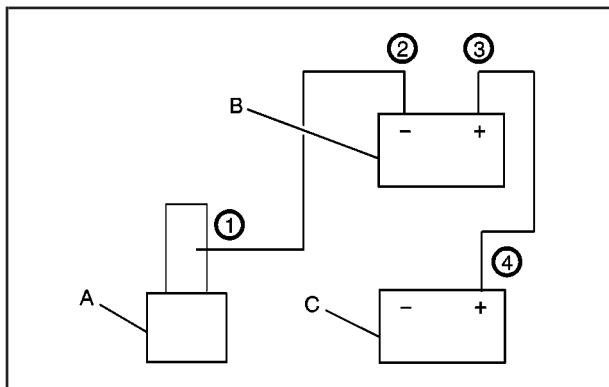 ② ③
B
− +
①
④
A
C
− +